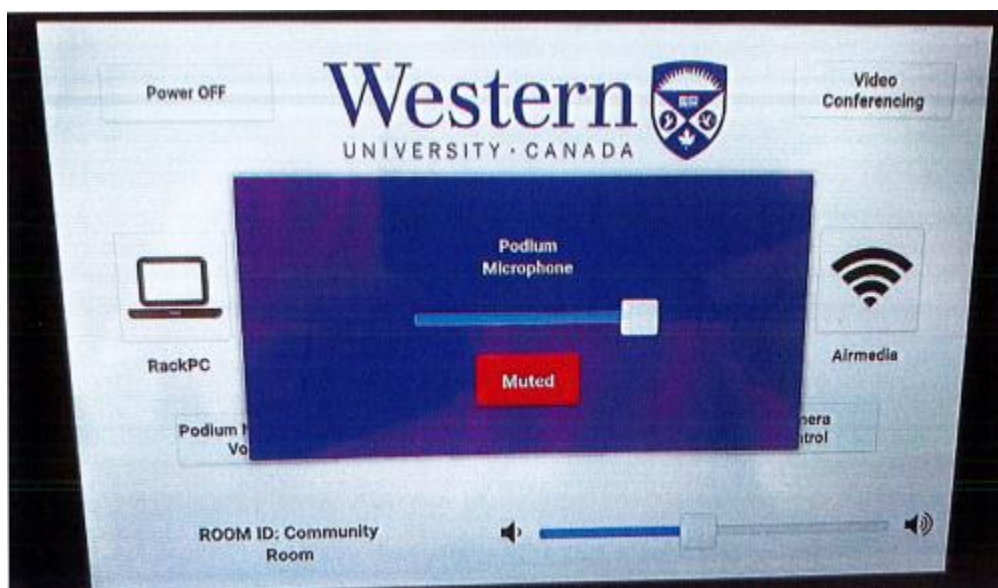 Power OFF
Western
UNIVERSITY · CANADA
Video
Conferencing
Podium
Microphone
Muted
RackPC
Airmedia
Podium
Vo
nera
trol
ROOM ID: Community
Room